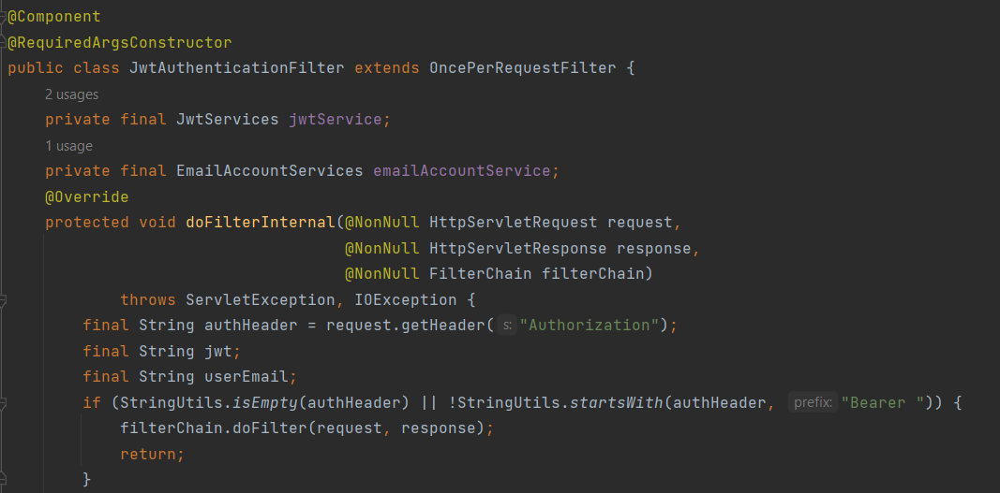 @Component
@RequiredArgsConstructor
public class JwtAuthenticationFilter extends OncePerRequestFilter {
2 usages
private final JwtServices jwtService;
1 usage
private final EmailAccountServices emailAccountService;
@Override
protected void doFilterInternal(@NonNull HttpServletRequest request,
@NonNull HttpServletResponse response,
@NonNull FilterChain filterChain)
throws ServletException, IOException {
final String authHeader = request.getHeader( s: "Authorization");
final String jwt;
final String userEmail;
if (StringUtils.isEmpty(authHeader) || !StringUtils.startsWith(authHeader, prefix: "Bearer ")) {
filterChain.doFilter(request, response);
return;
}